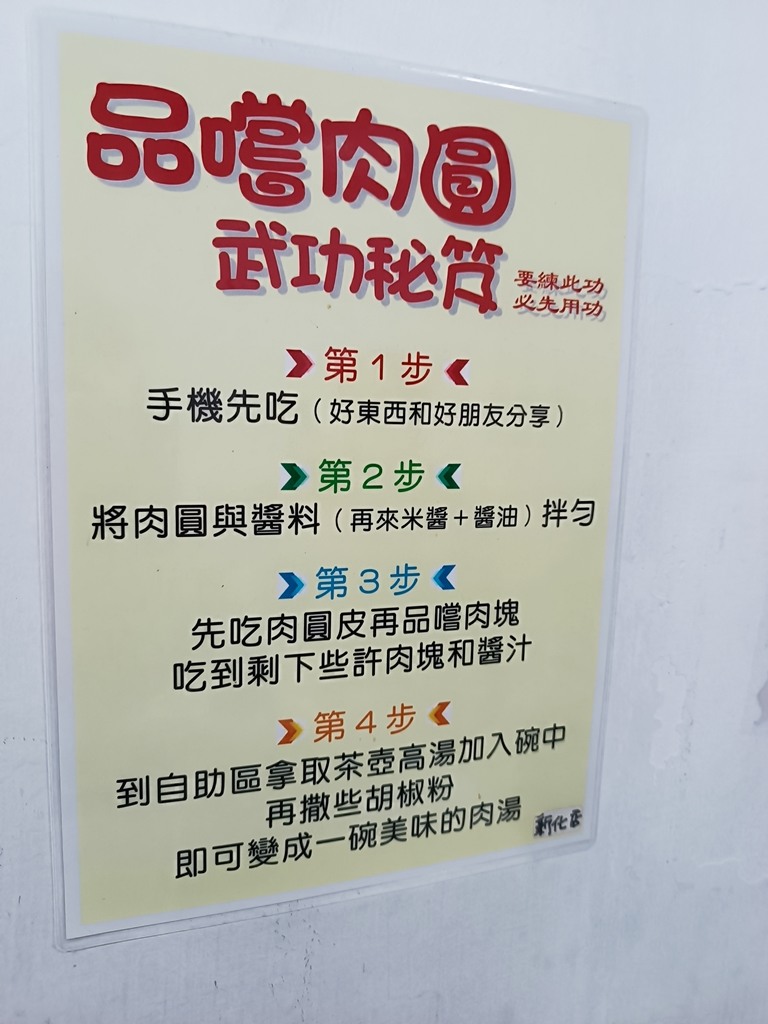 品嚐肉圓
武功秘笈
要練此功
必先用功
第1步
手機先吃（好東西和好朋友分享）
第2步
將肉圓與醬料（再來米醬＋醬油）拌勻
第3步
先吃肉圓皮再品嚐肉塊
吃到剩下些許肉塊和醬汁
第4步
到自助區拿取茶壺高湯加入碗中
再撒些胡椒粉
即可變成一碗美味的肉湯
新化店